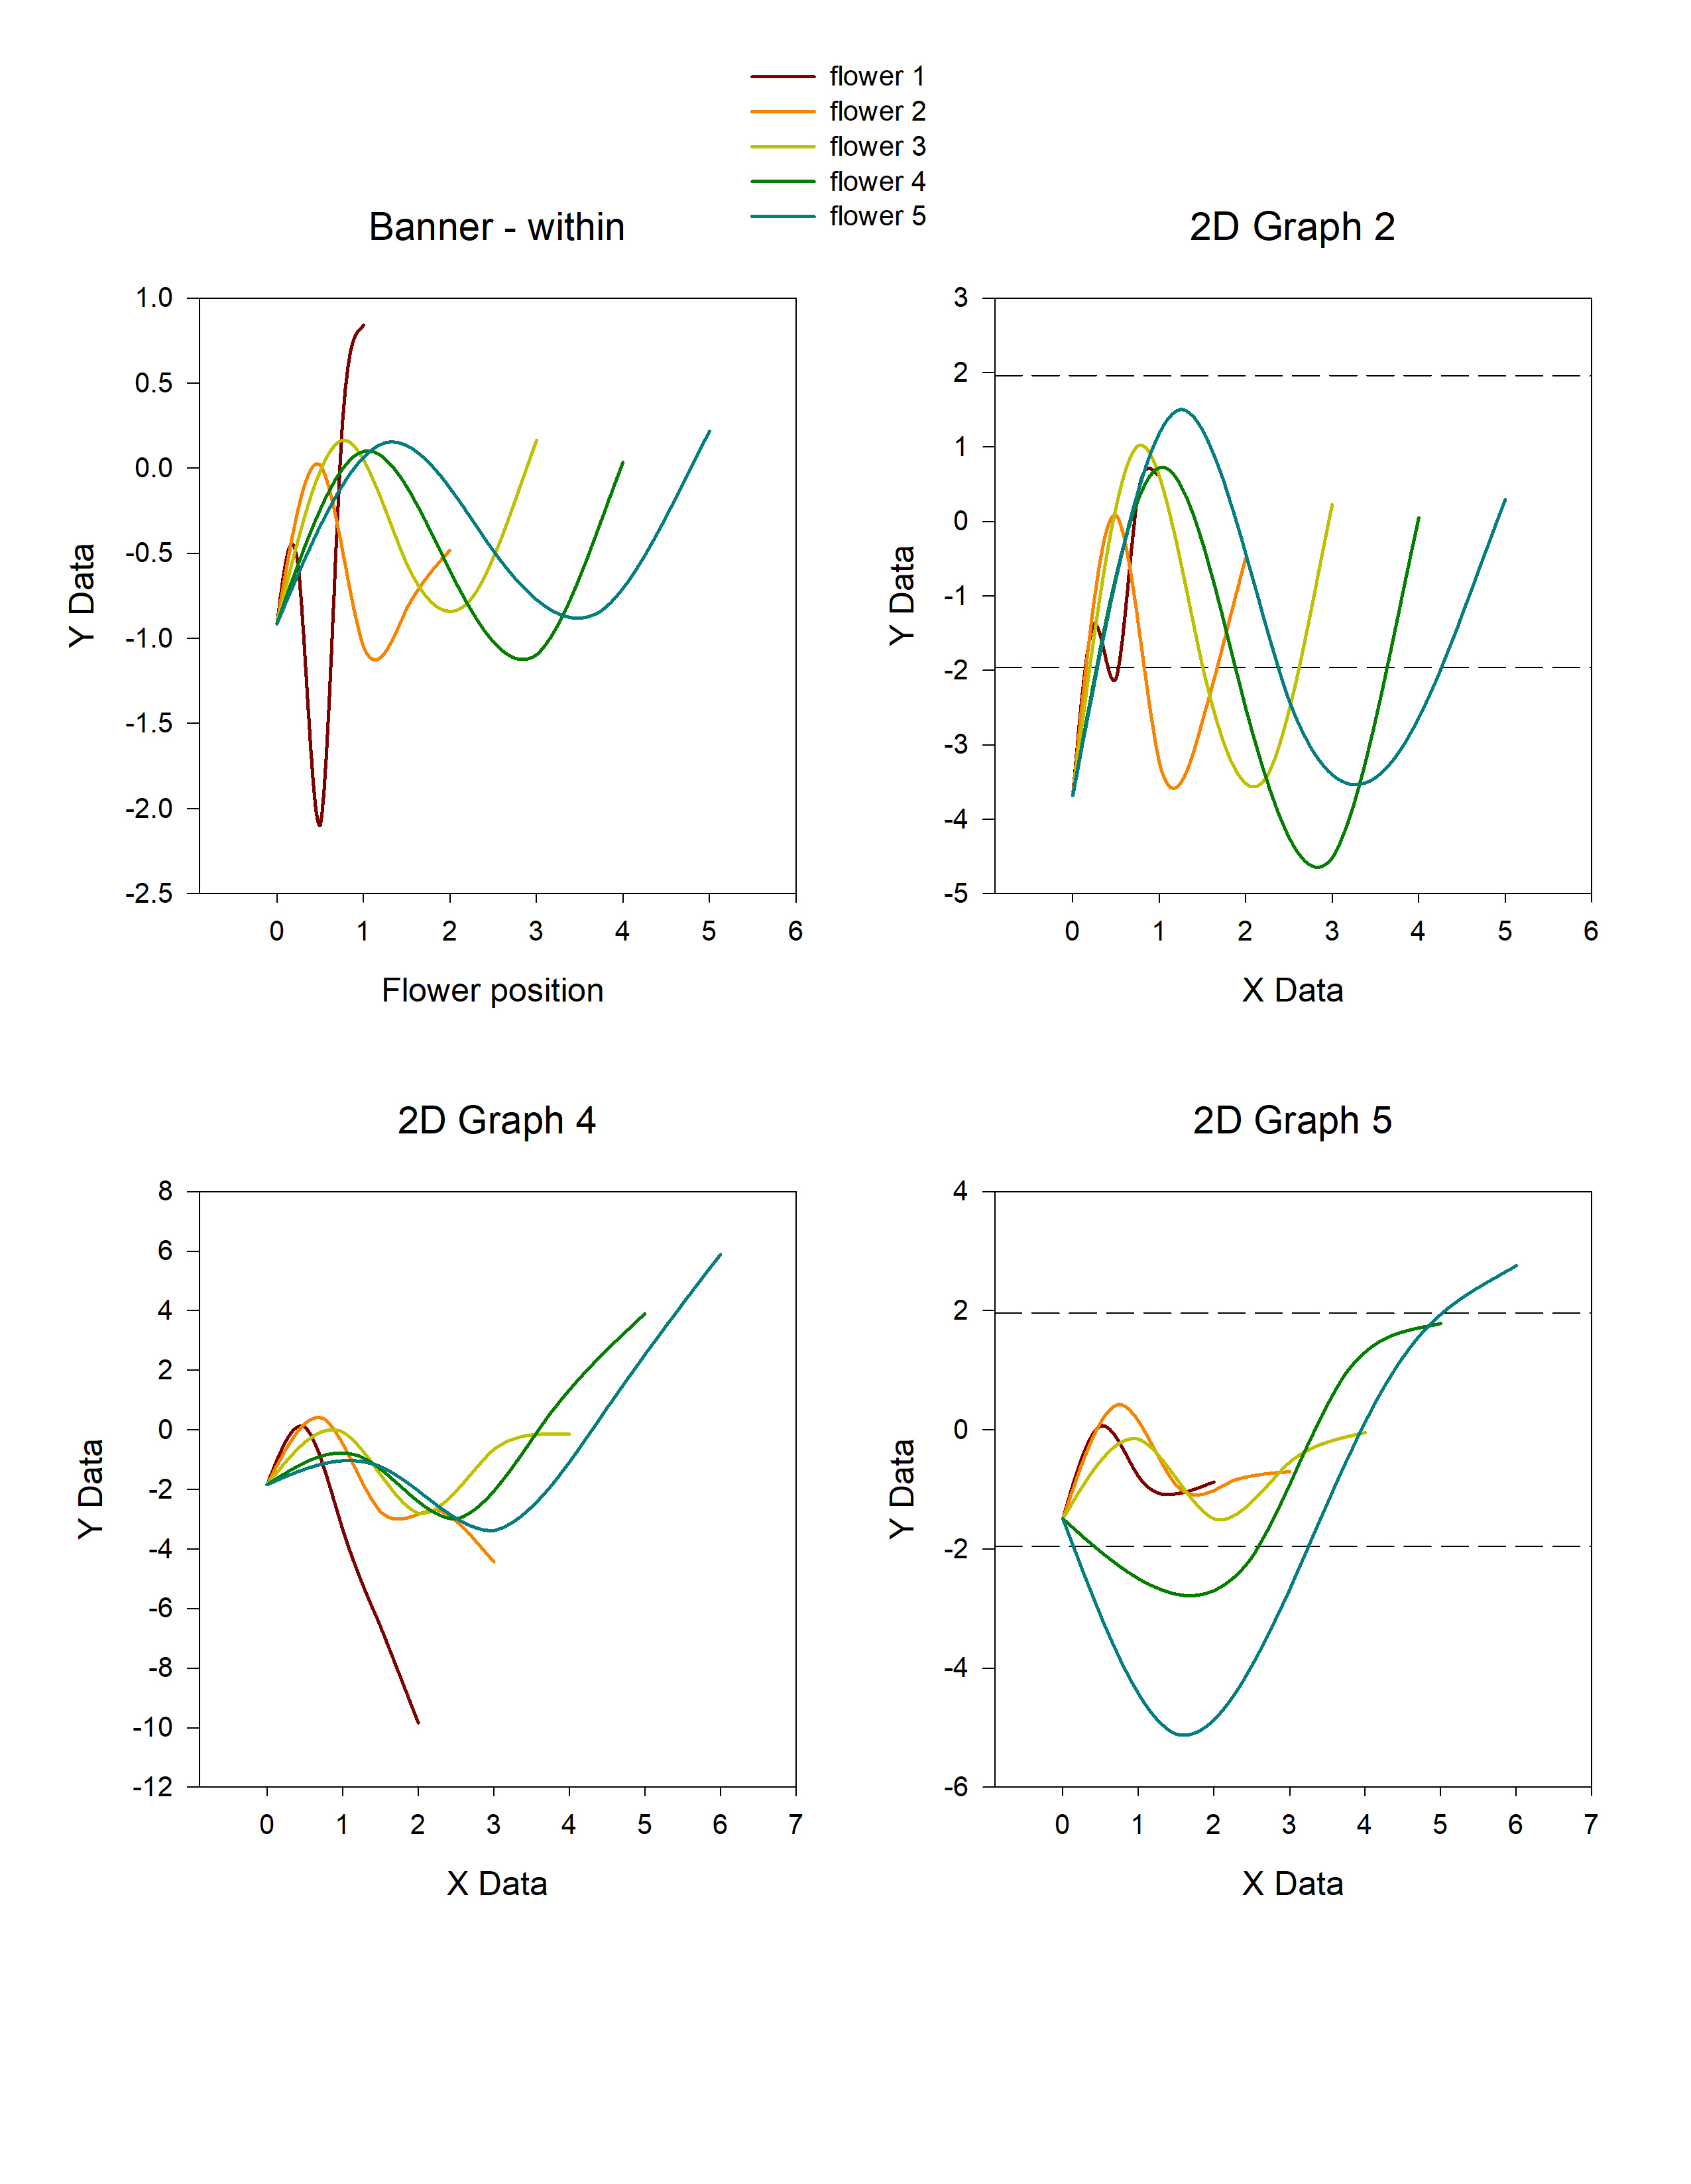 flower 1
flower 2
flower 3
flower 4
flower 5
Banner - within
1.0
0.5
0.0
-0.5
-1.0
-1.5
-2.0
-2.5
Y Data
0 1 2 3 4 5 6
Flower position
2D Graph 2
3
2
1
0
-1
-2
-3
-4
-5
Y Data
0 1 2 3 4 5 6
X Data
2D Graph 4
8
6
4
2
0
-2
-4
-6
-8
-10
-12
Y Data
0 1 2 3 4 5 6 7
X Data
2D Graph 5
4
2
0
-2
-4
-6
Y Data
0 1 2 3 4 5 6 7
X Data